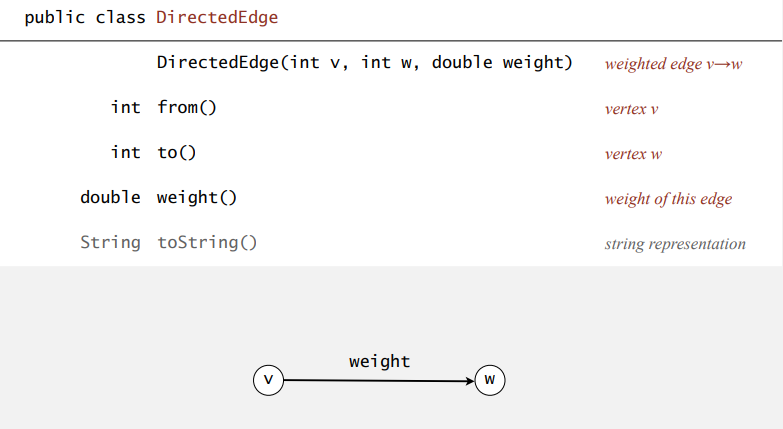 public class DirectedEdge
DirectedEdge(int v, int w, double weight) weighted edge v→w
int from() vertex v
int to() vertex w
double weight() weight of this edge
String toString() string representation
weight
v w